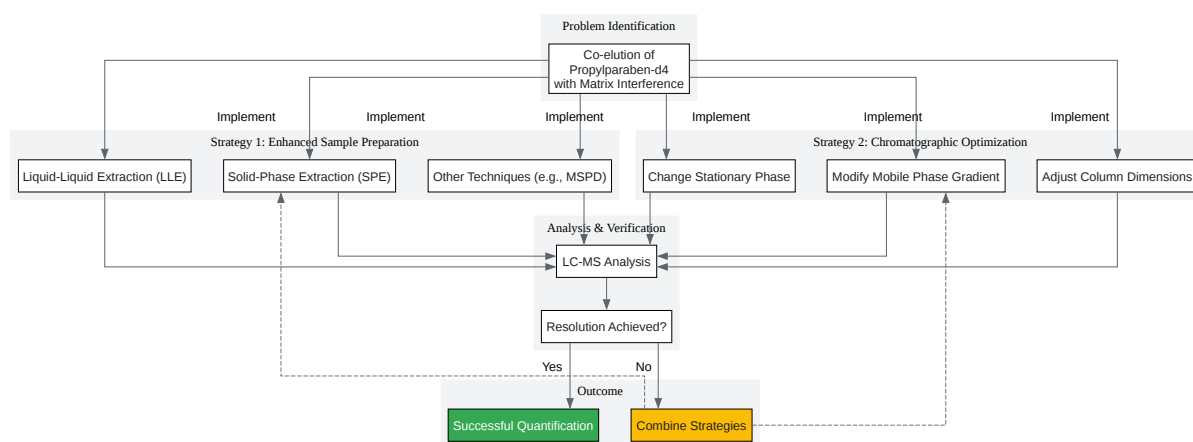 Problem Identification
Co-elution of
Propylparaben-d4
with Matrix Interference
Implement
Implement
Implement
Implement
Implement
Implement
Strategy 1: Enhanced Sample Preparation
Strategy 2: Chromatographic Optimization
Liquid-Liquid Extraction (LLE)
Solid-Phase Extraction (SPE)
Other Techniques (e.g., MSPD)
Change Stationary Phase
Modify Mobile Phase Gradient
Adjust Column Dimensions
Analysis & Verification
LC-MS Analysis
Resolution Achieved?
Yes
No
Outcome
Successful Quantification
Combine Strategies